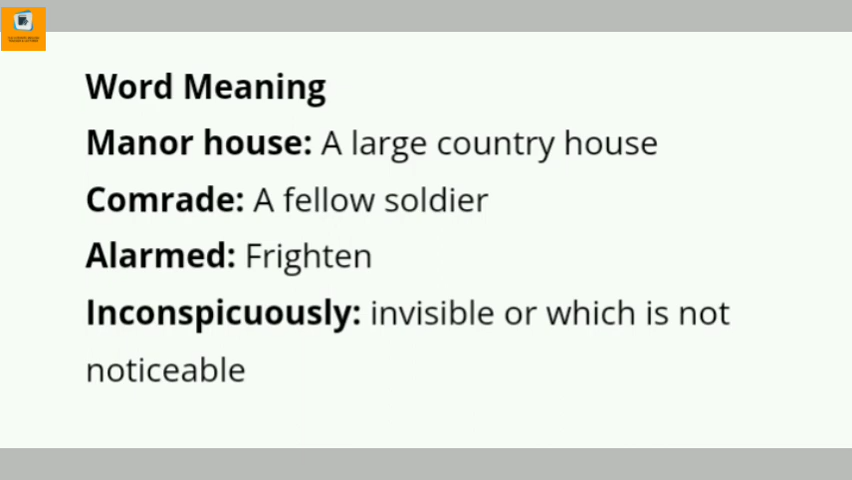 Word Meaning
Manor house: A large country house
Comrade: A fellow soldier
Alarmed: Frighten
Inconspicuously: invisible or which is not
noticeable